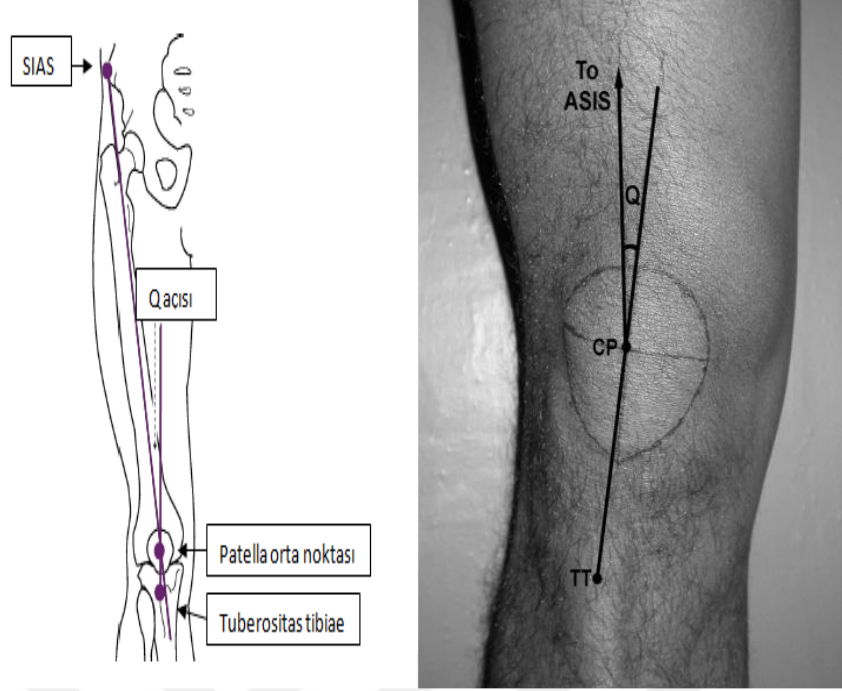 SIAS
Q açısı
Patella orta noktası
Tuberositas tibiae
To
ASIS
Q
CP
TT